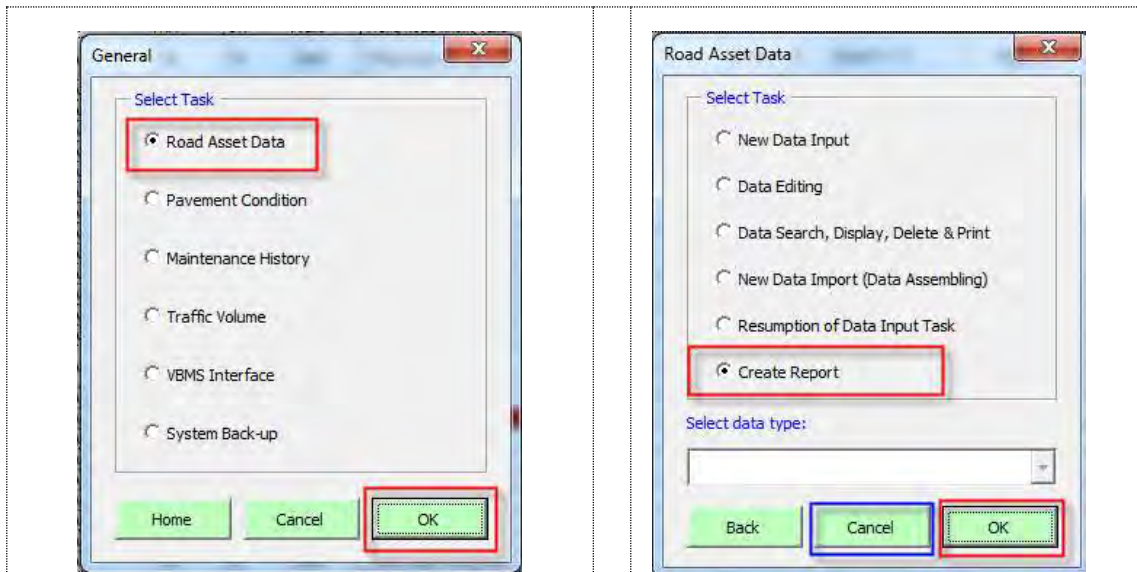 General
Select Task
Road Asset Data
Pavement Condition
Maintenance History
Traffic Volume
VBMS Interface
System Back-up
Home
Cancel
OK
Road Asset Data
Select Task
New Data Input
Data Editing
Data Search, Display, Delete & Print
New Data Import (Data Assembling)
Resumption of Data Input Task
Create Report
Select data type:
Back
Cancel
OK